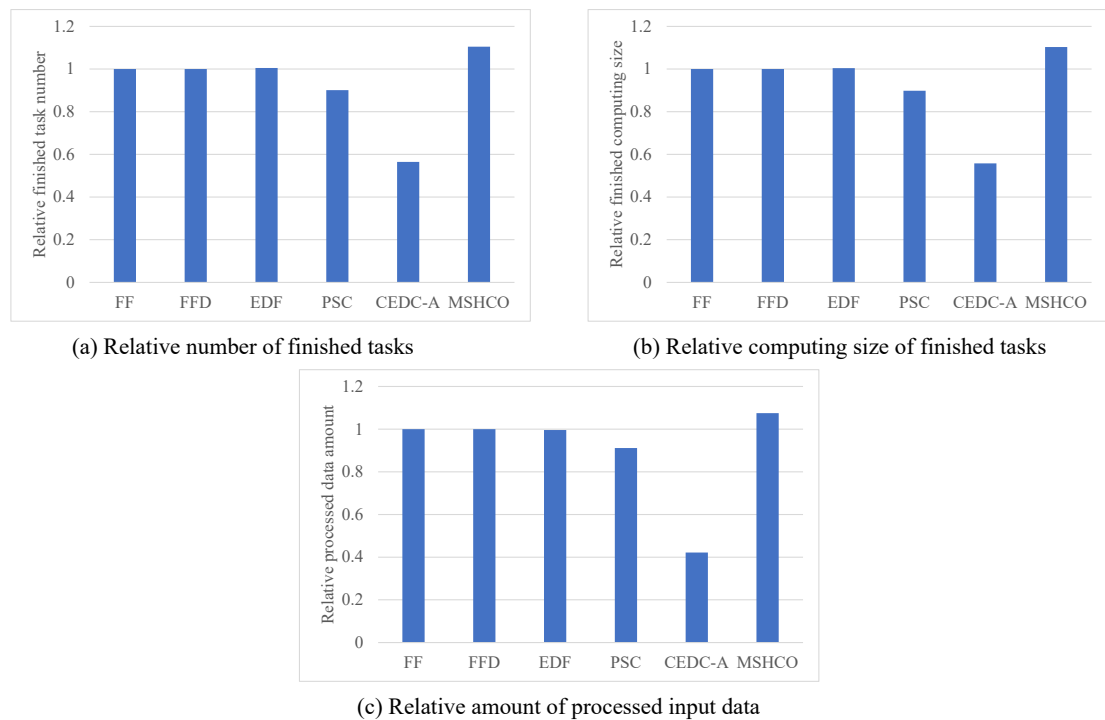 1.2
1
0.8
0.6
0.4
0.2
0
Relative finished task number
FF FFD EDF PSC CEDC-A MSHCO
(a) Relative number of finished tasks
1.2
1
0.8
0.6
0.4
0.2
0
Relative finished computing size
FF FFD EDF PSC CEDC-A MSHCO
(b) Relative computing size of finished tasks
1.2
1
0.8
0.6
0.4
0.2
0
Relative processed data amount
FF FFD EDF PSC CEDC-A MSHCO
(c) Relative amount of processed input data